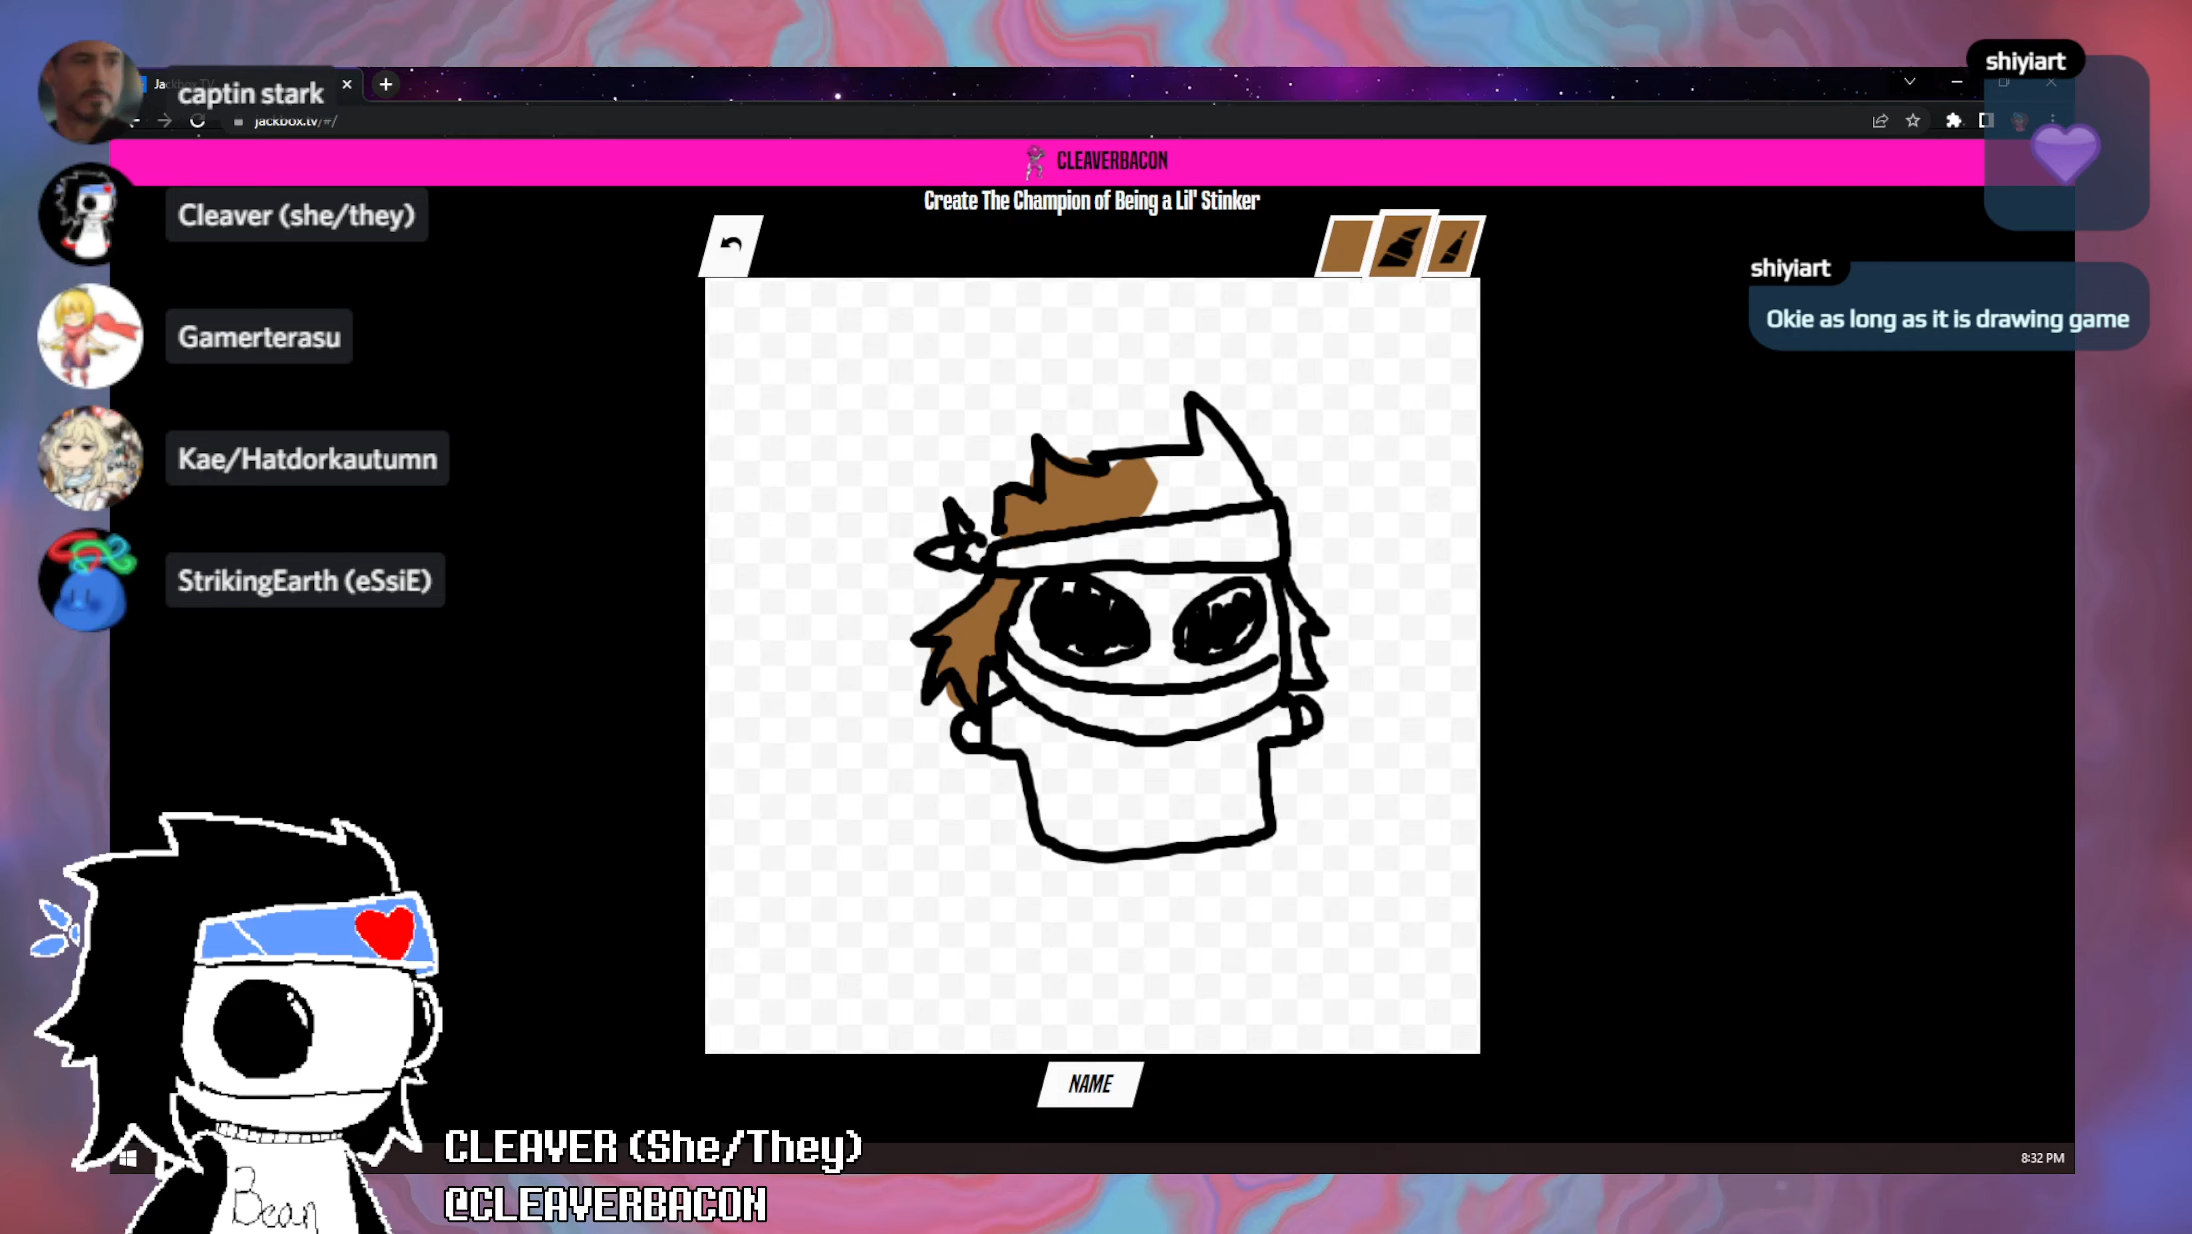 captin stark
jackbox.tv/#/
CLEAVERBACON
Create The Champion of Being a Lil' Stinker
Cleaver (she/they)
Gamerterasu
Kae/Hatdorkautumn
StrikingEarth (eSsiE)
shiyiart
shiyiart
Okie as long as it is drawing game
NAME
8:32 PM
Bean
CLEAVER (She/They)
@CLEAVERBACON